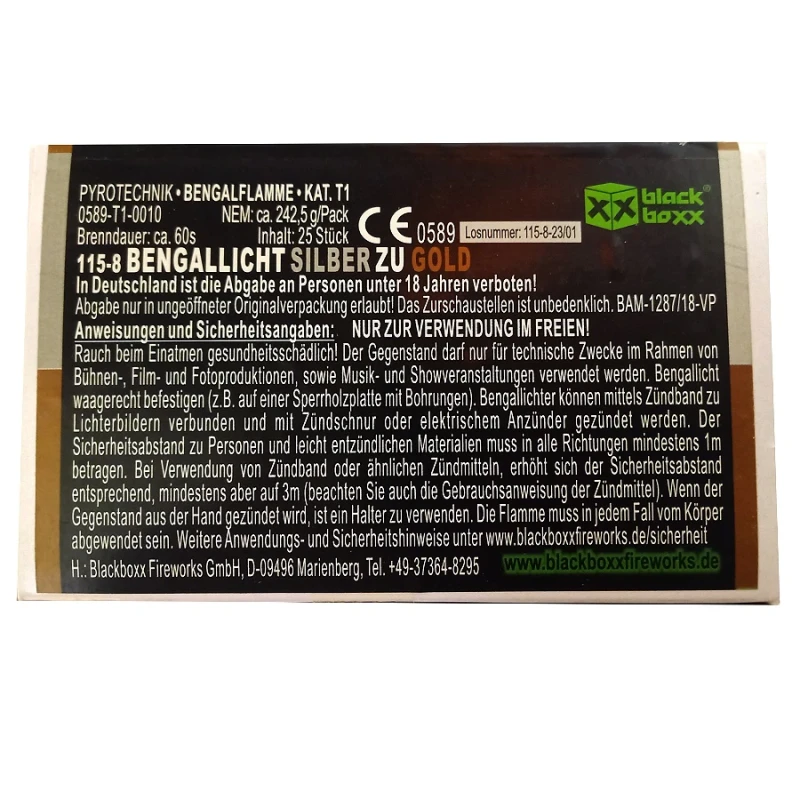 PYROTECHNIK • BENGALFLAMME • KAT. T1
0589-T1-0010 NEM: ca. 242,5g/Pack
Brenndauer: ca. 60s Inhalt: 25 Stück
CE 0589 Losnummer: 115-8-23/01
black boxx®
115-8 BENGALLICHT SILBER ZU GOLD
In Deutschland ist die Abgabe an Personen unter 18 Jahren verboten!
Abgabe nur in ungeöffneter Originalverpackung erlaubt! Das Zurschaustellen ist unbedenklich. BAM-1287/18-VP
Anweisungen und Sicherheitsangaben: NUR ZUR VERWENDUNG IM FREIEN!
Rauch beim Einatmen gesundheitsschädlich! Der Gegenstand darf nur für technische Zwecke im Rahmen von
Bühnen-, Film- und Fotoproduktionen, sowie Musik- und Showveranstaltungen verwendet werden. Bengallicht
waagerecht befestigen (z.B. auf einer Sperrholzplatte mit Bohrungen). Bengallichter können mittels Zündband zu
Lichterbildern verbunden und mit Zündschnur oder elektrischem Anzünder gezündet werden. Der
Sicherheitsabstand zu Personen und leicht entzündlichen Materialien muss in alle Richtungen mindestens 1m
betragen. Bei Verwendung von Zündband oder ähnlichen Zündmitteln, erhöht sich der Sicherheitsabstand
entsprechend, mindestens aber auf 3m (beachten Sie auch die Gebrauchsanweisung der Zündmittel). Wenn der
Gegenstand aus der Hand gezündet wird, ist ein Halter zu verwenden. Die Flamme muss in jedem Fall vom Körper
abgewendet sein. Weitere Anwendungs- und Sicherheitshinweise unter www.blackboxxfireworks.de/sicherheit
H.: Blackboxx Fireworks GmbH, D-09496 Marienberg, Tel. +49-37364-8295 www.blackboxxfireworks.de